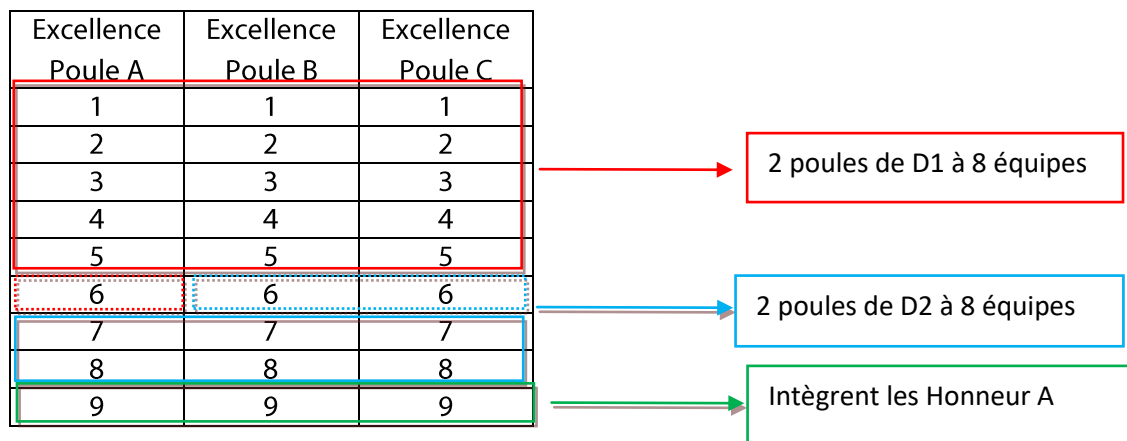 Excellence Excellence Excellence
Poule A Poule B Poule C
1 1 1
2 2 2
3 3 3
4 4 4
5 5 5
6 6 6
7 7 7
8 8 8
9 9 9
2 poules de D1 à 8 équipes
2 poules de D2 à 8 équipes
Intègrent les Honneur A